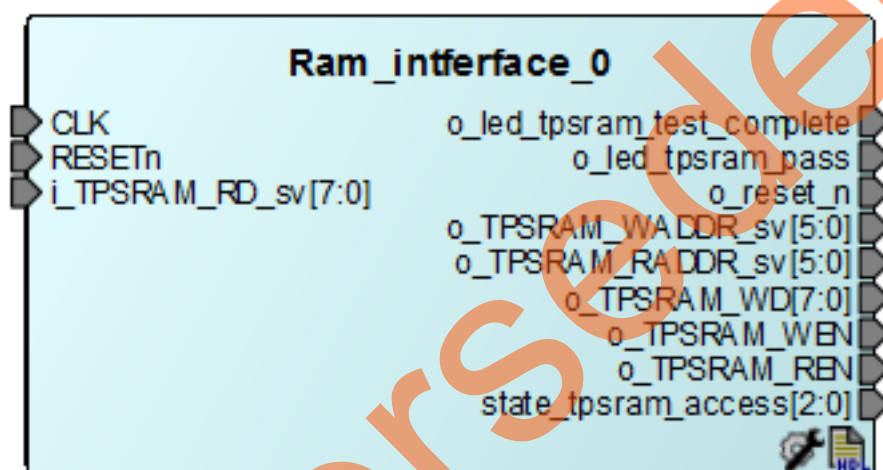 Ram_intferface_0
CLK
RESETn
i_TPSRAM_RD_sv[7:0]
o_led_tpsram_test_complete
o_led_tpsram_pass
o_reset_n
o_TPSRAM_WADDR_sv[5:0]
o_TPSRAM_RADDR_sv[5:0]
o_TPSRAM_WD[7:0]
o_TPSRAM_WEN
o_TPSRAM_REN
state_tpsram_access[2:0]
HDL